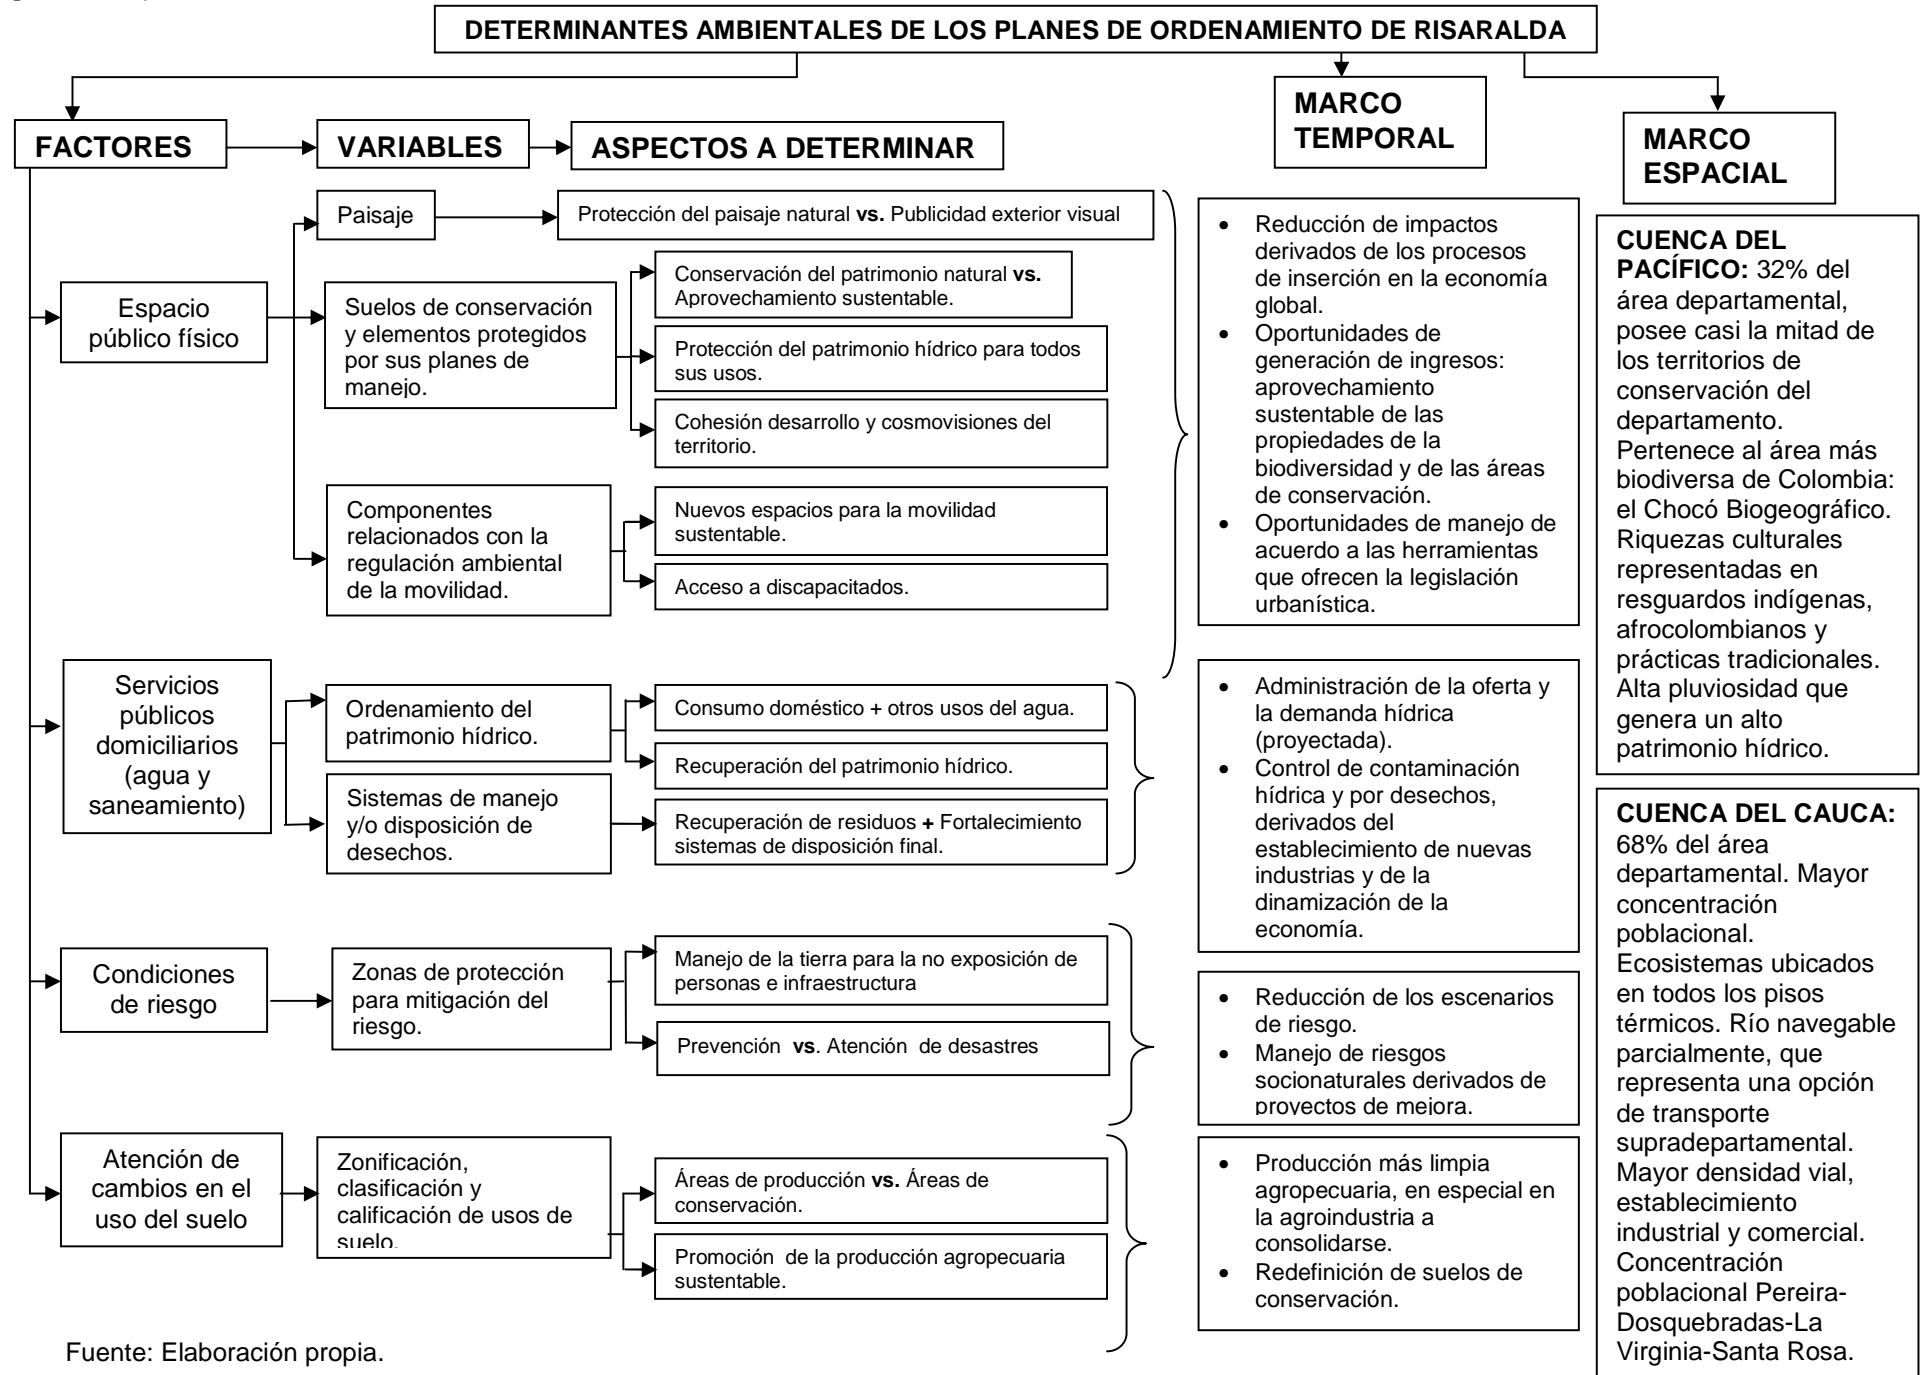 DETERMINANTES AMBIENTALES DE LOS PLANES DE ORDENAMIENTO DE RISARALDA
FACTORES
VARIABLES
ASPECTOS A DETERMINAR
MARCO
TEMPORAL
MARCO
ESPACIAL
Espacio
público físico
Paisaje
Protección del paisaje natural vs. Publicidad exterior visual
Suelos de conservación
y elementos protegidos
por sus planes de
manejo.
Conservación del patrimonio natural vs.
Aprovechamiento sustentable.
Protección del patrimonio hídrico para todos
sus usos.
Cohesión desarrollo y cosmovisiones del
territorio.
Componentes
relacionados con la
regulación ambiental
de la movilidad.
Nuevos espacios para la movilidad
sustentable.
Acceso a discapacitados.
Servicios
públicos
domiciliarios
(agua y
saneamiento)
Ordenamiento del
patrimonio hídrico.
Consumo doméstico + otros usos del agua.
Recuperación del patrimonio hídrico.
Sistemas de manejo
y/o disposición de
desechos.
Recuperación de residuos + Fortalecimiento
sistemas de disposición final.
Condiciones
de riesgo
Zonas de protección
para mitigación del
riesgo.
Manejo de la tierra para la no exposición de
personas e infraestructura
Prevención vs. Atención de desastres
Atención de
cambios en el
uso del suelo
Zonificación,
clasificación y
calificación de usos de
suelo.
Áreas de producción vs. Áreas de
conservación.
Promoción de la producción agropecuaria
sustentable.
• Reducción de impactos
derivados de los procesos
de inserción en la economía
global.
• Oportunidades de
generación de ingresos:
aprovechamiento
sustentable de las
propiedades de la
biodiversidad y de las áreas
de conservación.
• Oportunidades de manejo de
acuerdo a las herramientas
que ofrecen la legislación
urbanística.
• Administración de la oferta y
la demanda hídrica
(proyectada).
• Control de contaminación
hídrica y por desechos,
derivados del
establecimiento de nuevas
industrias y de la
dinamización de la
economía.
• Reducción de los escenarios
de riesgo.
• Manejo de riesgos
socionaturales derivados de
proyectos de mejora.
• Producción más limpia
agropecuaria, en especial en
la agroindustria a
consolidarse.
• Redefinición de suelos de
conservación.
CUENCA DEL
PACÍFICO: 32% del
área departamental,
posee casi la mitad de
los territorios de
conservación del
departamento.
Pertenece al área más
biodiversa de Colombia:
el Chocó Biogeográfico.
Riquezas culturales
representadas en
resguardos indígenas,
afrocolombianos y
prácticas tradicionales.
Alta pluviosidad que
genera un alto
patrimonio hídrico.
CUENCA DEL CAUCA:
68% del área
departamental. Mayor
concentración
poblacional.
Ecosistemas ubicados
en todos los pisos
térmicos. Río navegable
parcialmente, que
representa una opción
de transporte
supradepartamental.
Mayor densidad vial,
establecimiento
industrial y comercial.
Concentración
poblacional Pereira-
Dosquebradas-La
Virginia-Santa Rosa.
Fuente: Elaboración propia.